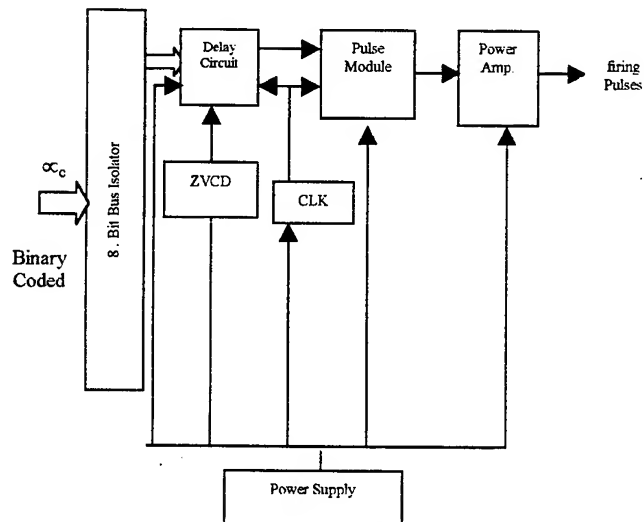 Delay
Circuit
Pulse
Module
Power
Amp.
firing
Pulses
∝c
Binary
Coded
8 . Bit Bus Isolator
ZVCD
CLK
Power Supply